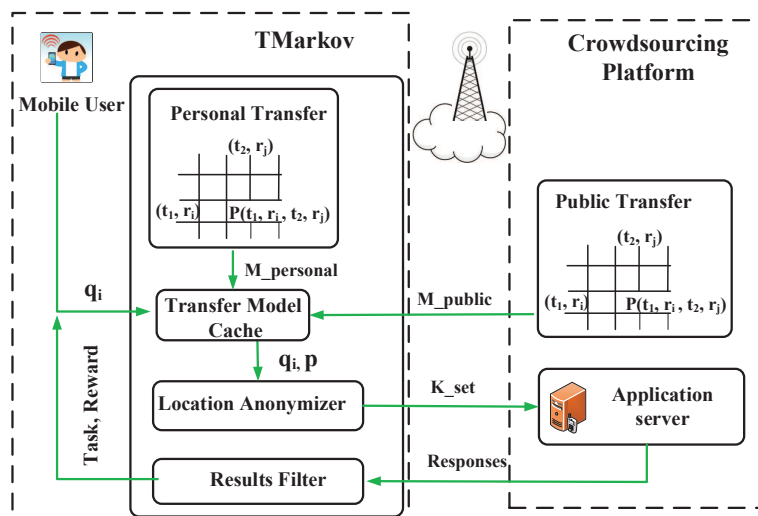 TMarkov
Crowdsourcing
Platform
Mobile User
Personal Transfer
(t₂, rⱼ)
(t₁, rᵢ)
P(t₁, rᵢ, t₂, rⱼ)
M_personal
Public Transfer
(t₂, rⱼ)
(t₁, rᵢ)
P(t₁, rᵢ, t₂, rⱼ)
qᵢ
Transfer Model
Cache
M_public
qᵢ, p
Location Anonymizer
K_set
Application
server
Task, Reward
Results Filter
Responses